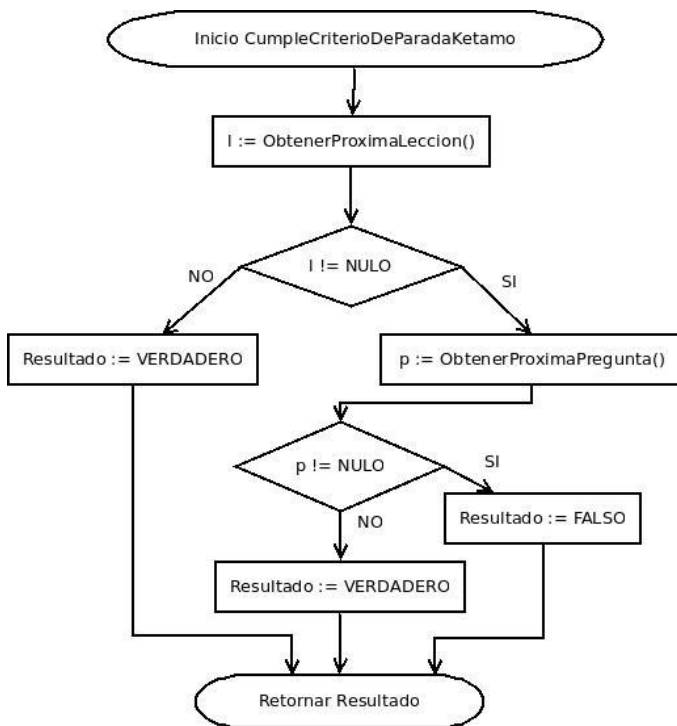 Inicio CumpleCriterioDeParadaKetamo
l := ObtenerProximaLeccion()
l != NULO
NO
SI
Resultado := VERDADERO
p := ObtenerProximaPregunta()
p != NULO
SI
NO
Resultado := FALSO
Resultado := VERDADERO
Retornar Resultado